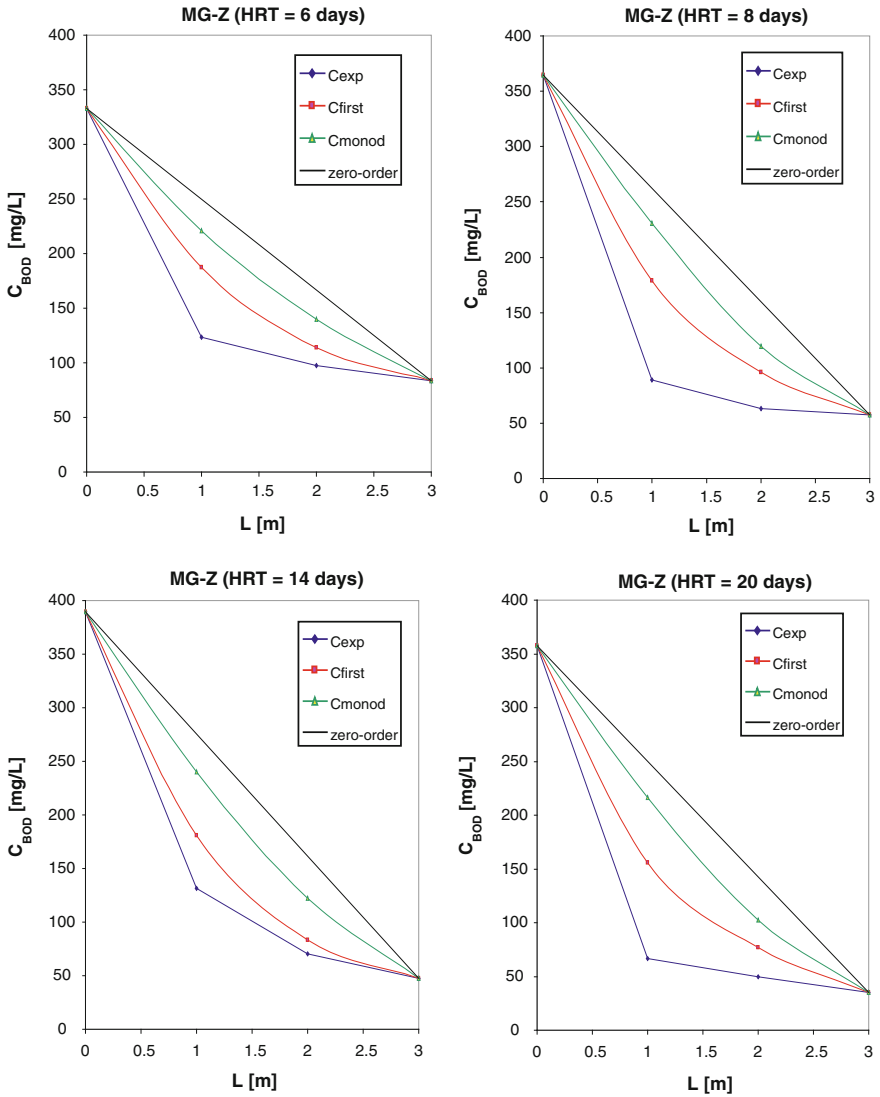 MG-Z (HRT = 6 days)
400
350
300
250
200
150
100
50
0
0 0.5 1 1.5 2 2.5 3
C_BOD [mg/L]
L [m]
Cexp
Cfirst
Cmonod
zero-order
MG-Z (HRT = 8 days)
400
350
300
250
200
150
100
50
0
0 0.5 1 1.5 2 2.5 3
C_BOD [mg/L]
L [m]
Cexp
Cfirst
Cmonod
zero-order
MG-Z (HRT = 14 days)
400
350
300
250
200
150
100
50
0
0 0.5 1 1.5 2 2.5 3
C_BOD [mg/L]
L [m]
Cexp
Cfirst
Cmonod
zero-order
MG-Z (HRT = 20 days)
400
350
300
250
200
150
100
50
0
0 0.5 1 1.5 2 2.5 3
C_BOD [mg/L]
L [m]
Cexp
Cfirst
Cmonod
zero-order